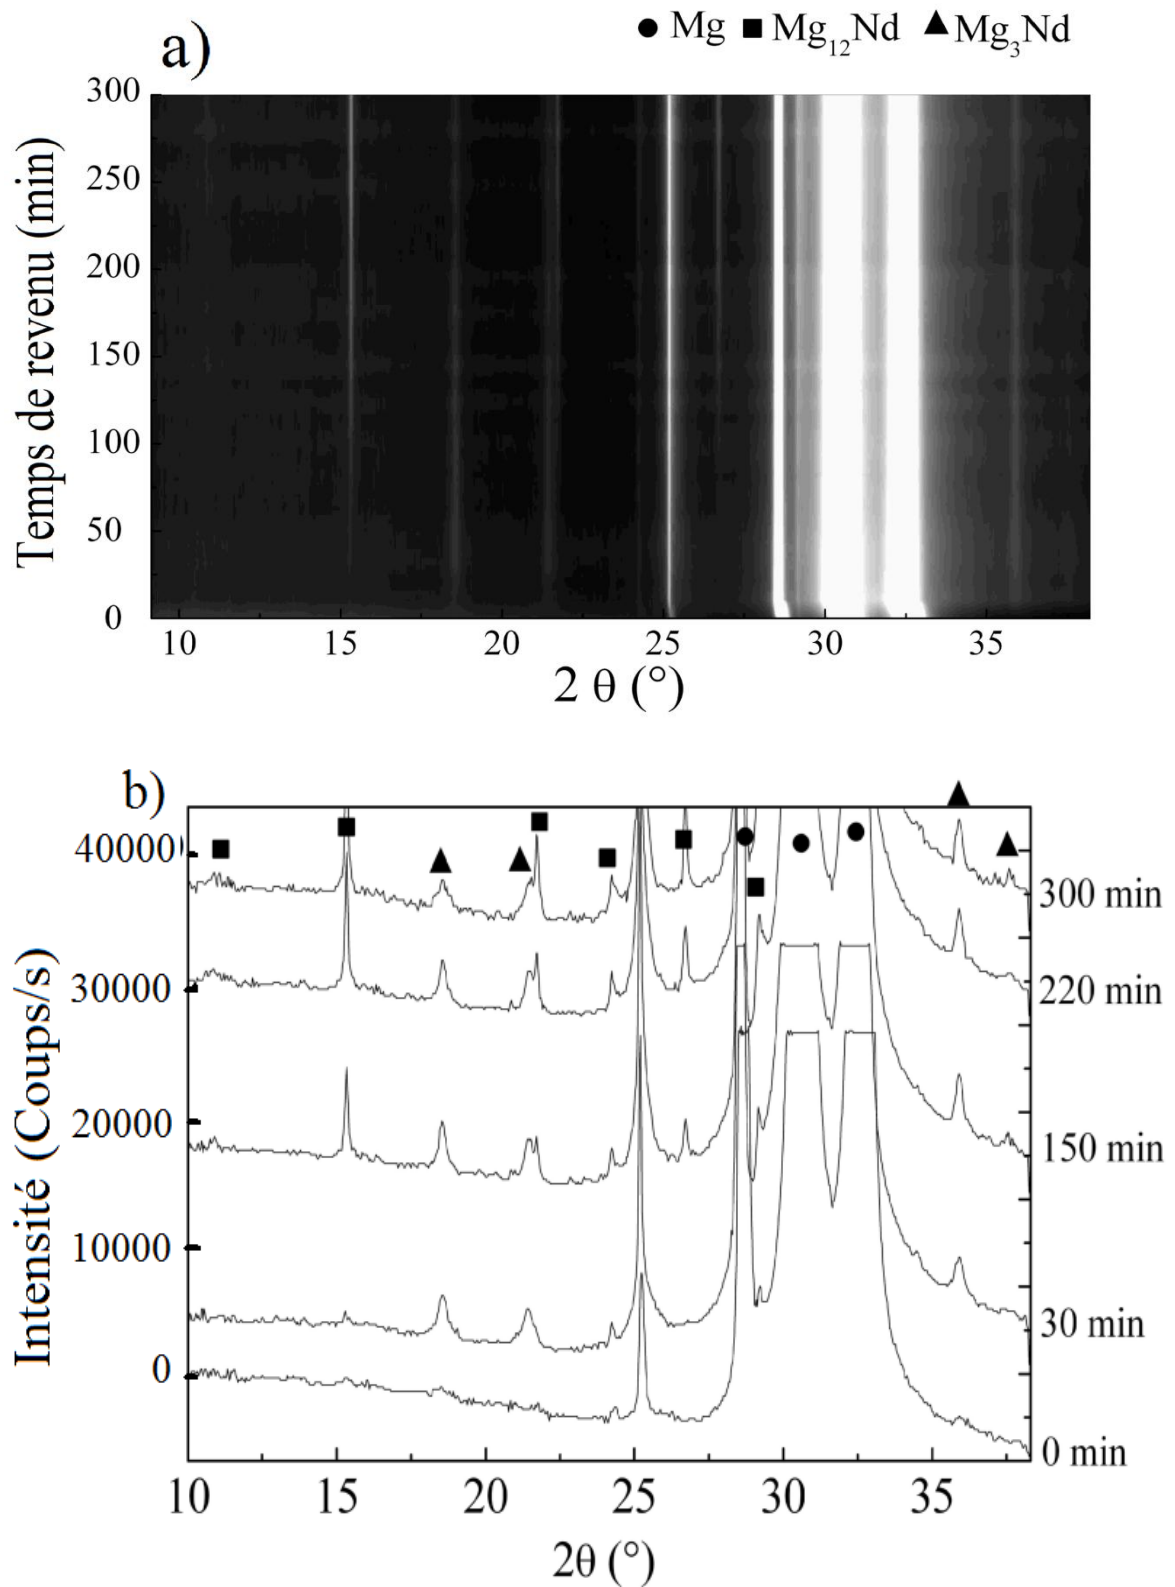 ● Mg ■ Mg₁₂Nd ▲ Mg₃Nd
a)
300
250
200
150
100
50
0
Temps de revenu (min)
10 15 20 25 30 35
2 θ (°)
b)
40000
30000
20000
10000
0
Intensité (Coups/s)
300 min
220 min
150 min
30 min
0 min
10 15 20 25 30 35
2θ (°)